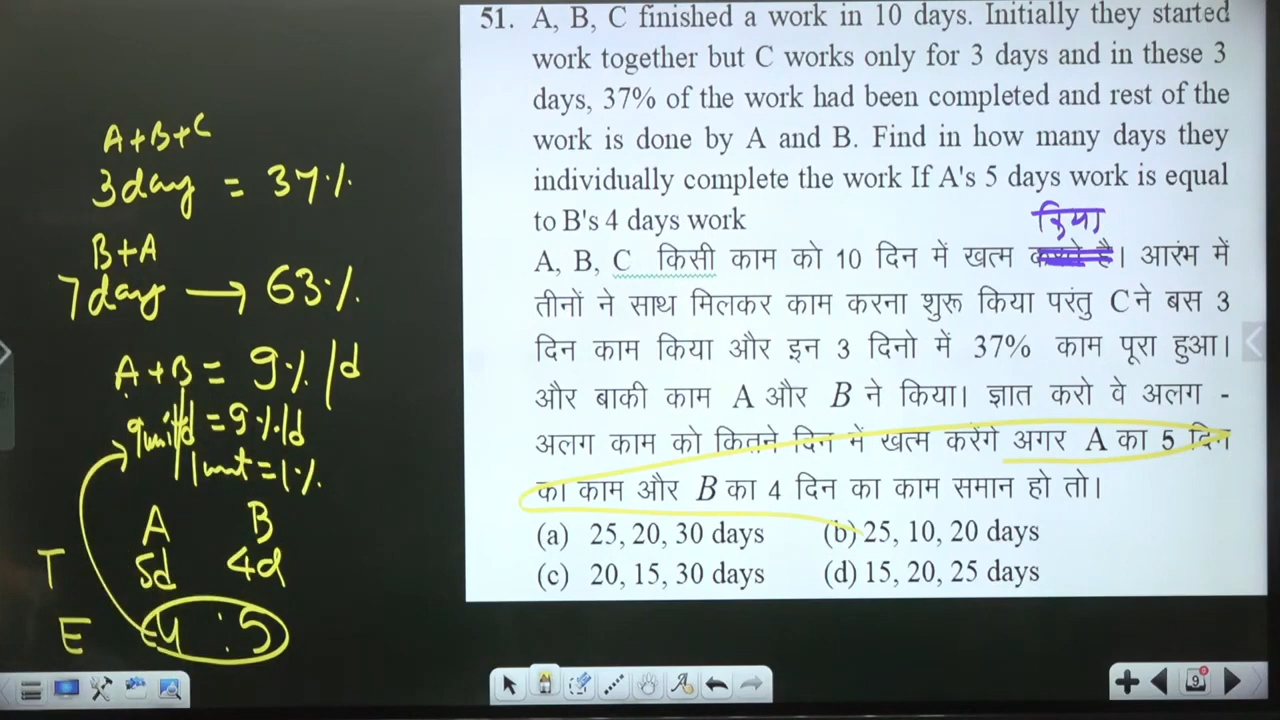 A+B+C
3day = 37%
B+A
7day → 63%
A+B = 9%/d
9unit/d = 9%/d
1unit = 1%
A B
T 5d 4d
E 4 : 5
51. A, B, C finished a work in 10 days. Initially they started
work together but C works only for 3 days and in these 3
days, 37% of the work had been completed and rest of the
work is done by A and B. Find in how many days they
individually complete the work If A's 5 days work is equal
to B's 4 days work
किया
A, B, C किसी काम को 10 दिन में खत्म करते है। आरंभ में
तीनों ने साथ मिलकर काम करना शुरू किया परंतु C ने बस 3
दिन काम किया और इन 3 दिनो में 37% काम पूरा हुआ।
और बाकी काम A और B ने किया। ज्ञात करो वे अलग -
अलग काम को कितने दिन में खत्म करेंगे अगर A का 5 दिन
का काम और B का 4 दिन का काम समान हो तो।
(a) 25, 20, 30 days (b) 25, 10, 20 days
(c) 20, 15, 30 days (d) 15, 20, 25 days
9